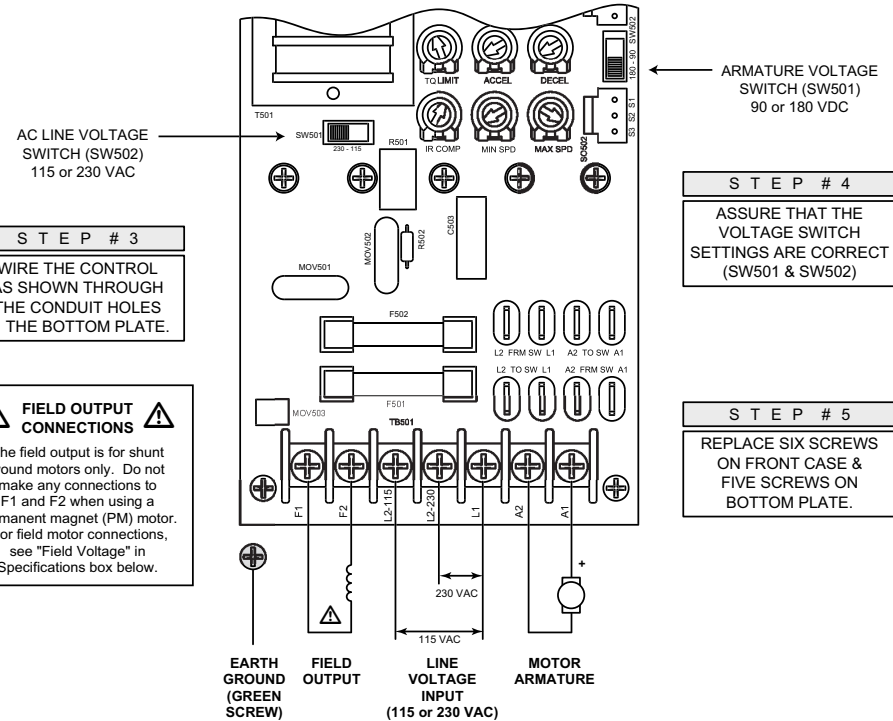 AC LINE VOLTAGE
SWITCH (SW502)
115 or 230 VAC
S T E P # 3
WIRE THE CONTROL
AS SHOWN THROUGH
THE CONDUIT HOLES
THE BOTTOM PLATE.
FIELD OUTPUT
CONNECTIONS
The field output is for shunt
wound motors only. Do not
make any connections to
F1 and F2 when using a
permanent magnet (PM) motor.
For field motor connections,
see "Field Voltage" in
Specifications box below.
T501
TQ LIMIT
ACCEL
DECEL
180 - 90 SW502
SW501
230 - 115
R501
IR COMP
MIN SPD
MAX SPD
SO502
S3 S2 S1
MOV502
R502
C503
MOV501
F502
L2 FRM SW L1
A2 TO SW A1
L2 TO SW L1
A2 FRM SW A1
F501
MOV503
TB501
F1
F2
L2-115
L2-230
L1
A2
A1
230 VAC
+
115 VAC
EARTH
GROUND
(GREEN
SCREW)
FIELD
OUTPUT
LINE
VOLTAGE
INPUT
(115 or 230 VAC)
MOTOR
ARMATURE
ARMATURE VOLTAGE
SWITCH (SW501)
90 or 180 VDC
S T E P # 4
ASSURE THAT THE
VOLTAGE SWITCH
SETTINGS ARE CORRECT
(SW501 & SW502)
S T E P # 5
REPLACE SIX SCREWS
ON FRONT CASE &
FIVE SCREWS ON
BOTTOM PLATE.